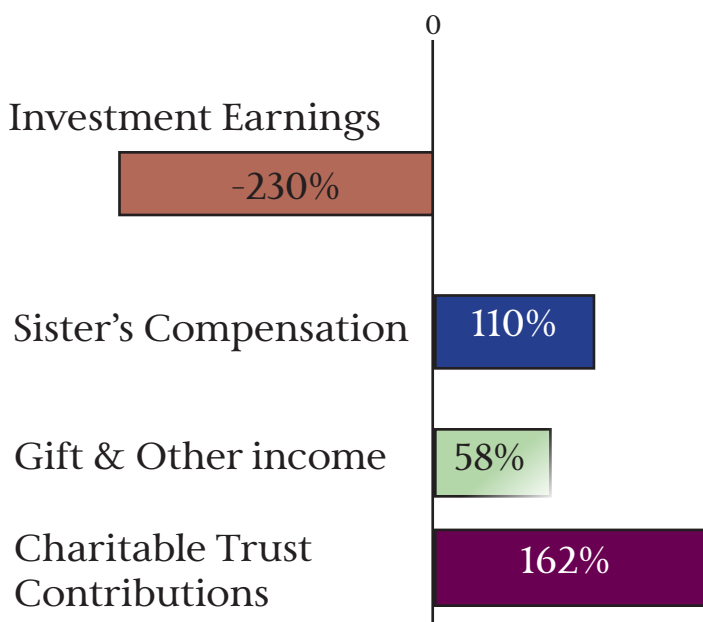 0
Investment Earnings
-230%
Sister’s Compensation
110%
Gift & Other income
58%
Charitable Trust
Contributions
162%